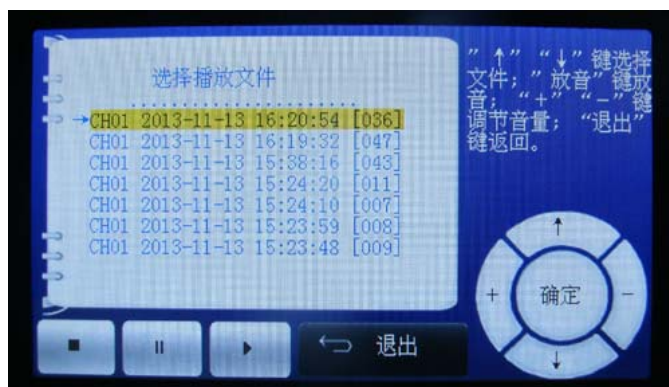 选择播放文件
→CH01 2013-11-13 16:20:54 [036]
CH01 2013-11-13 16:19:32 [047]
CH01 2013-11-13 15:38:16 [043]
CH01 2013-11-13 15:24:20 [011]
CH01 2013-11-13 15:24:10 [007]
CH01 2013-11-13 15:23:59 [008]
CH01 2013-11-13 15:23:48 [009]
"↑" "↓"键选择
文件；"放音"键放
音；"+" "-"键
调节音量；"退出"
键返回。
↑
+ 确定 -
↓
退出